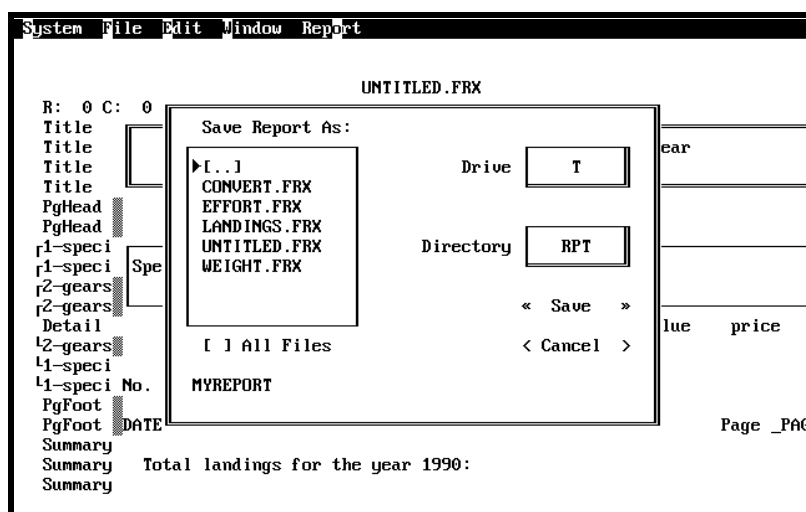 System File Edit Window Report
UNTITLED.FRX
R: 0 C: 0
Title Save Report As:
Title ear
Title ▶[..] Drive T
Title CONVERT.FRX
PgHead EFFORT.FRX
PgHead LANDINGS.FRX
1-speci UNTITLED.FRX Directory RPT
1-speci Spe WEIGHT.FRX
2-gears
2-gears « Save »
Detail lue price
2-gears [ ] All Files < Cancel >
1-speci
1-speci No. MYREPORT
PgFoot
PgFoot DATE Page _PAG
Summary
Summary Total landings for the year 1990:
Summary